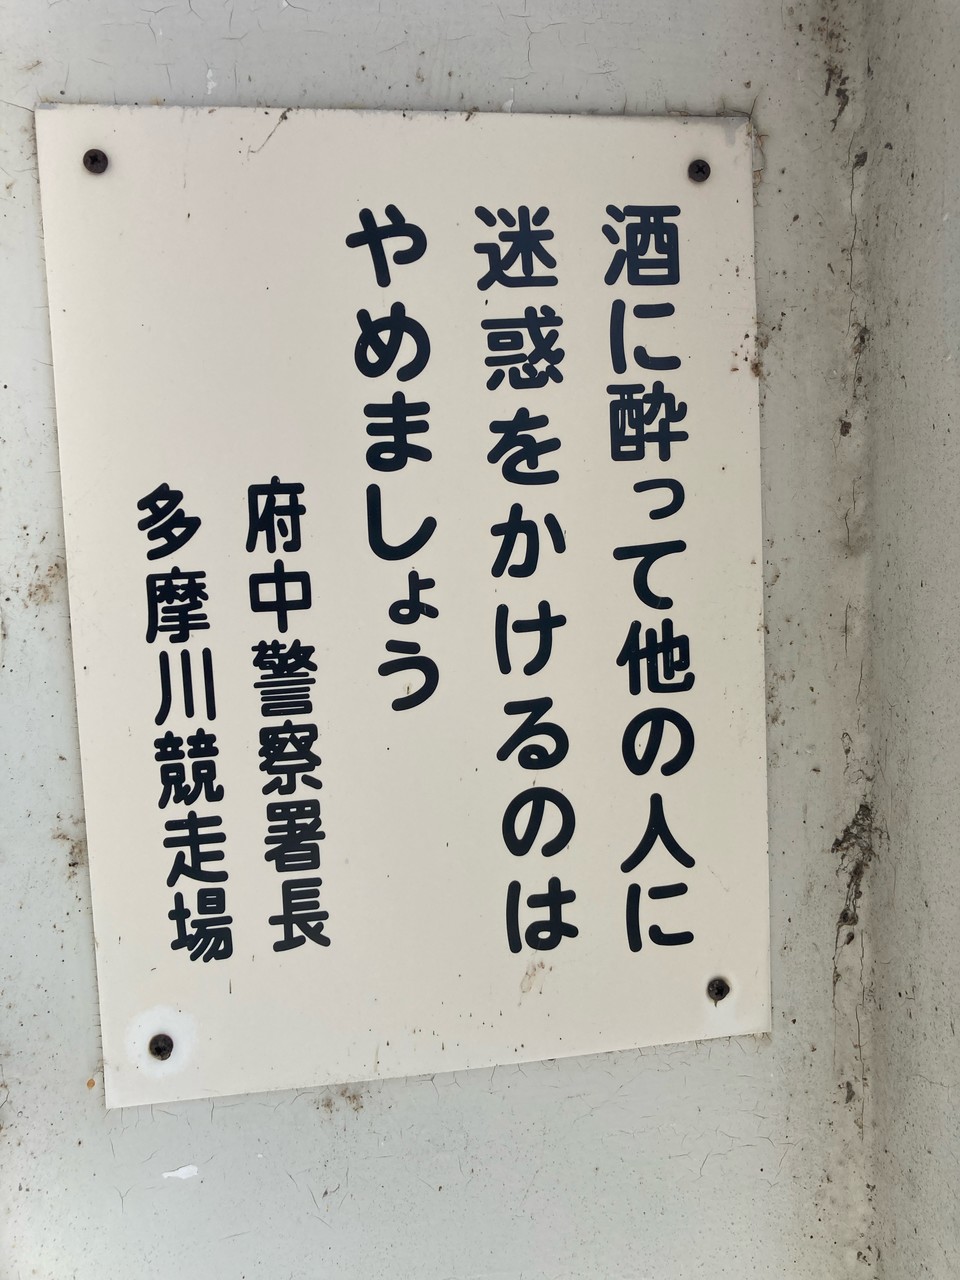 酒に酔って他の人に
迷惑をかけるのは
やめましょう
府中警察署長
多摩川競走場